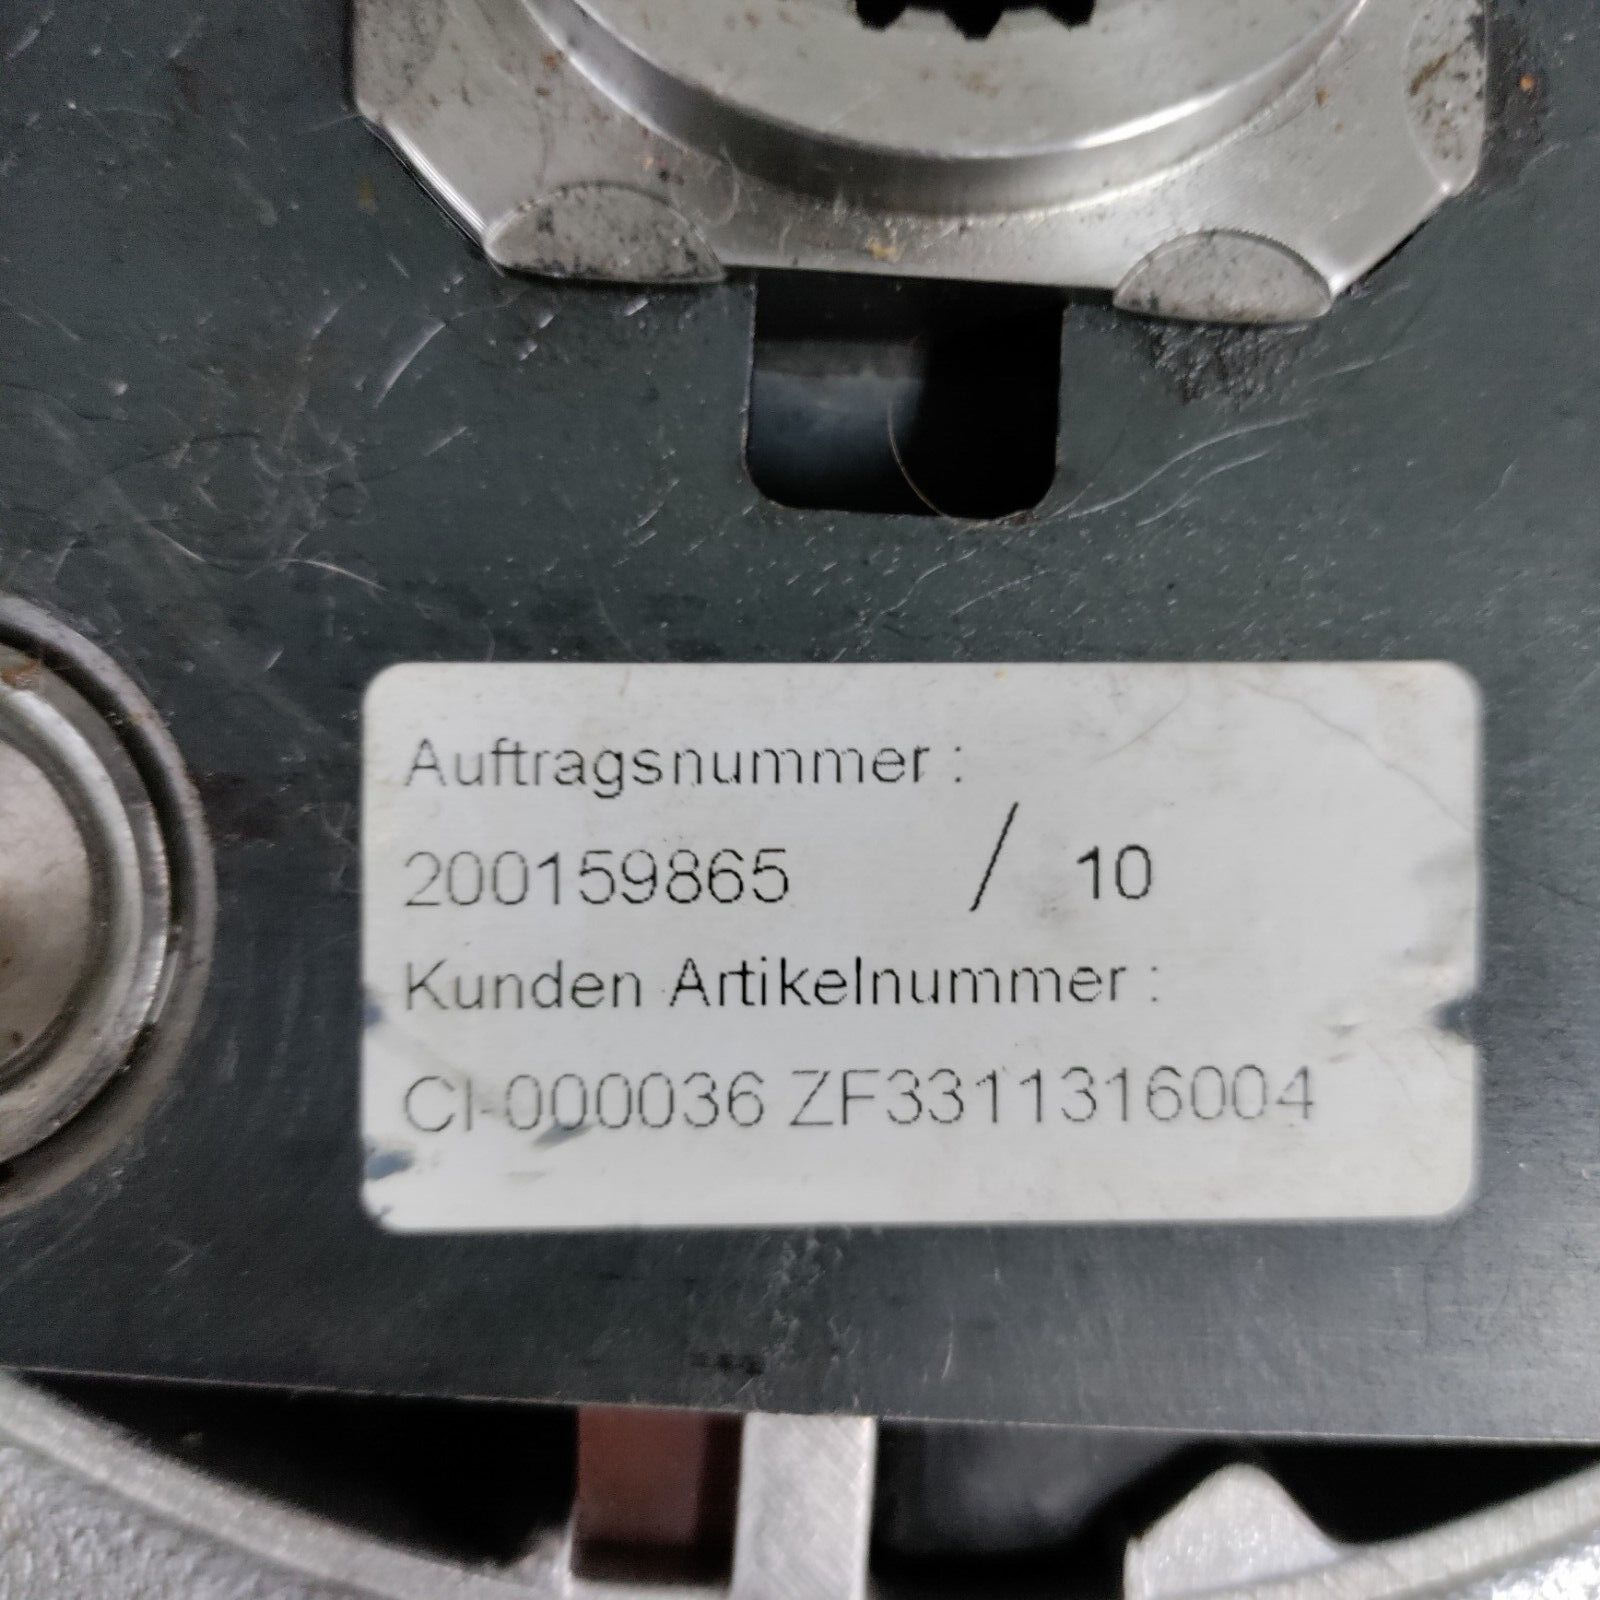 Auftragsnummer :
200159865 / 10
Kunden Artikelnummer :
CI-000036 ZF3311316004